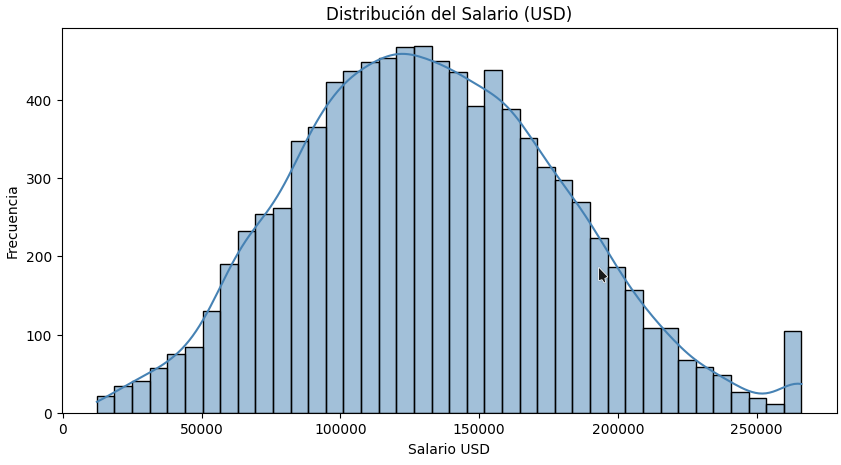 Distribución del Salario (USD)
Frecuencia
400
300
200
100
0
0 50000 100000 150000 200000 250000
Salario USD